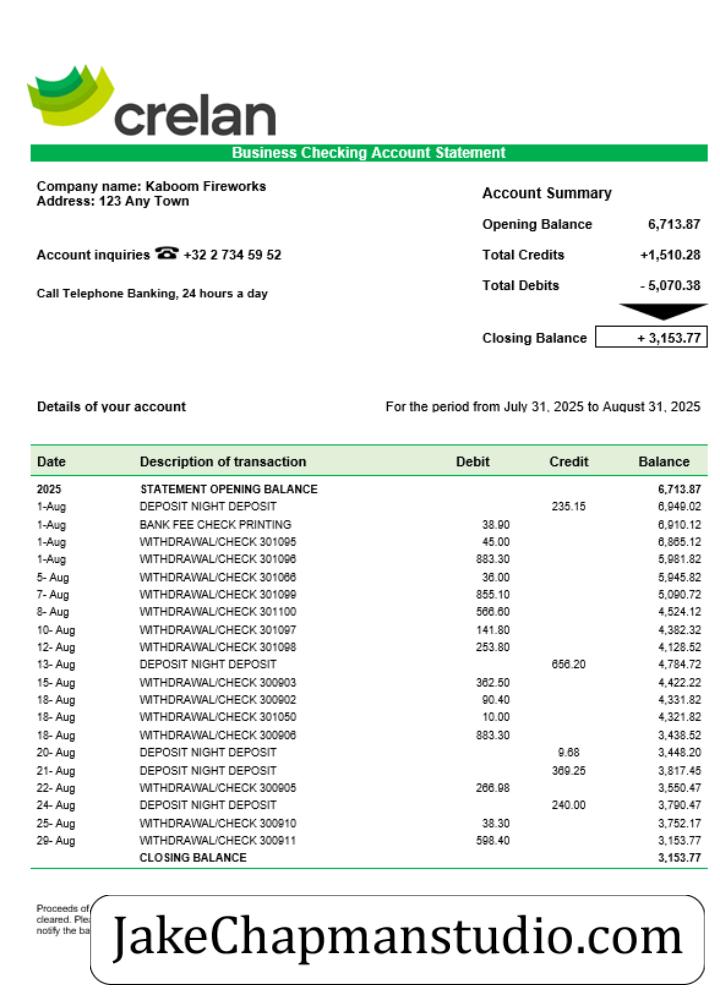 crelan
Business Checking Account Statement
Company name: Kaboom Fireworks
Address: 123 Any Town
Account inquiries ☎ +32 2 734 59 52
Call Telephone Banking, 24 hours a day
Account Summary
Opening Balance 6,713.87
Total Credits +1,510.28
Total Debits - 5,070.38
Closing Balance + 3,153.77
Details of your account For the period from July 31, 2025 to August 31, 2025
Date Description of transaction Debit Credit Balance
2025 STATEMENT OPENING BALANCE 6,713.87
1-Aug DEPOSIT NIGHT DEPOSIT 235.15 6,949.02
1-Aug BANK FEE CHECK PRINTING 38.90 6,910.12
1-Aug WITHDRAWAL/CHECK 301095 45.00 6,865.12
1-Aug WITHDRAWAL/CHECK 301096 883.30 5,981.82
5- Aug WITHDRAWAL/CHECK 301066 36.00 5,945.82
7- Aug WITHDRAWAL/CHECK 301099 855.10 5,090.72
8- Aug WITHDRAWAL/CHECK 301100 566.60 4,524.12
10- Aug WITHDRAWAL/CHECK 301097 141.80 4,382.32
12- Aug WITHDRAWAL/CHECK 301098 253.80 4,128.52
13- Aug DEPOSIT NIGHT DEPOSIT 656.20 4,784.72
15- Aug WITHDRAWAL/CHECK 300903 362.50 4,422.22
18- Aug WITHDRAWAL/CHECK 300902 90.40 4,331.82
18- Aug WITHDRAWAL/CHECK 301050 10.00 4,321.82
18- Aug WITHDRAWAL/CHECK 300906 883.30 3,438.52
20- Aug DEPOSIT NIGHT DEPOSIT 9.68 3,448.20
21- Aug DEPOSIT NIGHT DEPOSIT 369.25 3,817.45
22- Aug WITHDRAWAL/CHECK 300905 266.98 3,550.47
24- Aug DEPOSIT NIGHT DEPOSIT 240.00 3,790.47
25- Aug WITHDRAWAL/CHECK 300910 38.30 3,752.17
29- Aug WITHDRAWAL/CHECK 300911 598.40 3,153.77
CLOSING BALANCE 3,153.77
Proceeds of
cleared.
notify the
JakeChapmanstudio.com